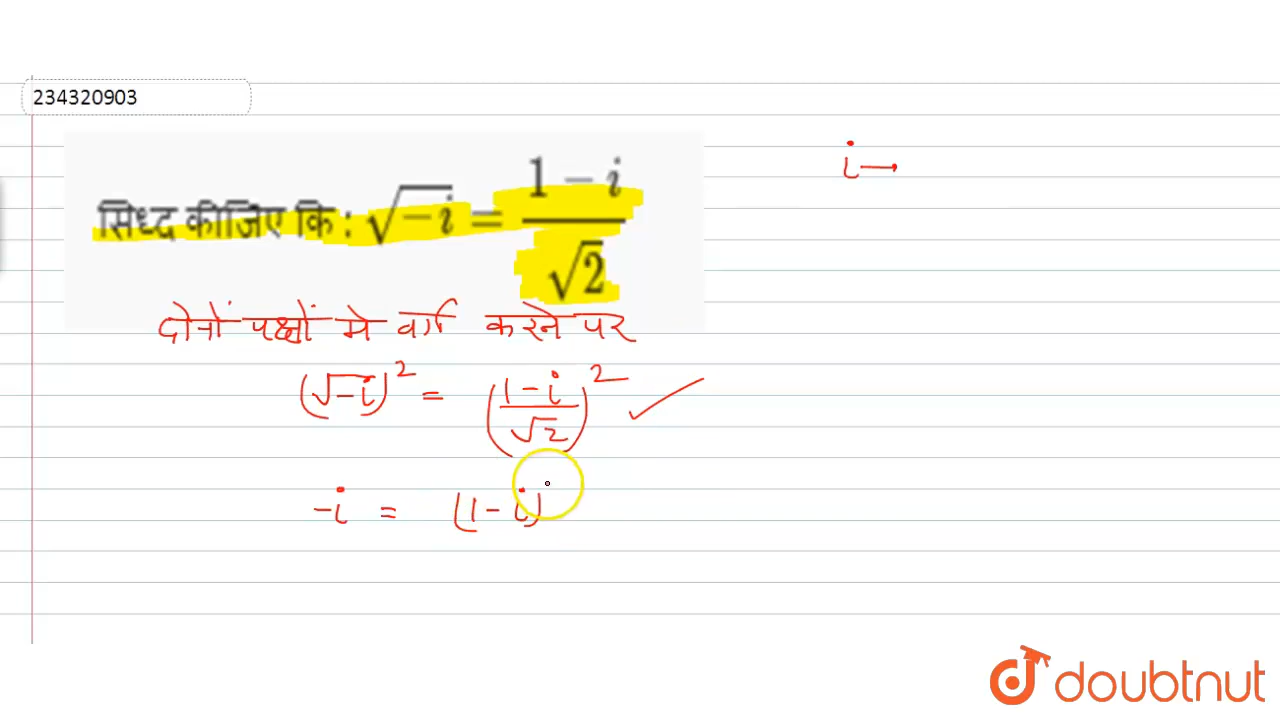 234320903
i →
सिध्द कीजिए कि : √-i = (1 - i)/√2
दोनों पक्षों मे वर्ग करने पर
(√-i)² = ((1-i)/√2)² ✓
-i = (1-i)
doubtnut